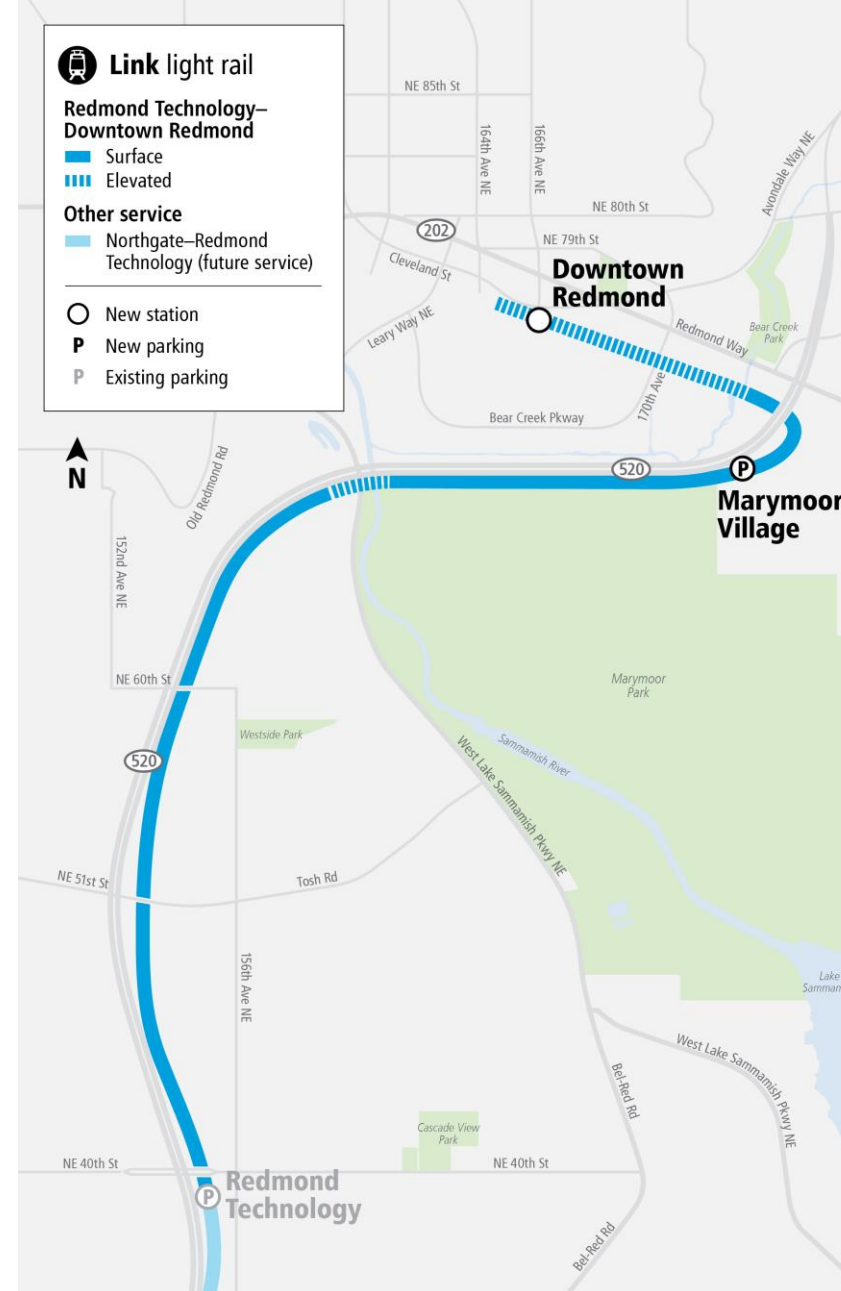 Link light rail
Redmond Technology–
Downtown Redmond
Surface
Elevated
Other service
Northgate–Redmond
Technology (future service)
New station
P New parking
P Existing parking
N
NE 85th St
164th Ave NE
166th Ave NE
Avondale Way NE
NE 80th St
202
NE 79th St
Cleveland St
Downtown
Redmond
Leary Way NE
Redmond Way
Bear Creek
Park
170th Ave
Bear Creek Pkway
Old Redmond Rd
520
P
Marymoor
Village
152nd Ave NE
NE 60th St
Marymoor
Park
Westside Park
Sammamish River
520
West Lake Sammamish Pkwy NE
NE 51st St
Tosh Rd
156th Ave NE
Lake
Samman
West Lake Sammamish Pkwy NE
Bel-Red Rd
Cascade View
Park
NE 40th St
NE 40th St
P
Redmond
Technology
Bel-Red Rd